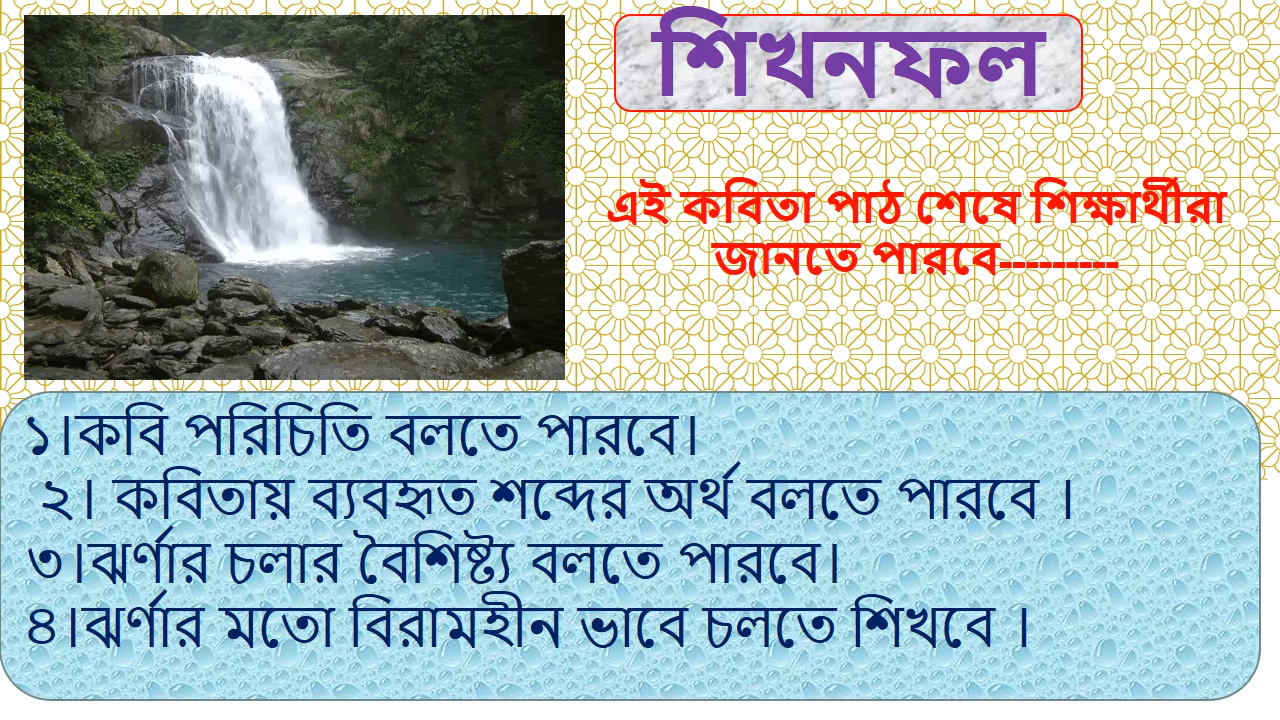 শিখনফল
এই কবিতা পাঠ শেষে শিক্ষার্থীরা
জানতে পারবে---------
১।কবি পরিচিতি বলতে পারবে।
২। কবিতায় ব্যবহৃত শব্দের অর্থ বলতে পারবে ।
৩।ঝর্ণার চলার বৈশিষ্ট্য বলতে পারবে।
৪।ঝর্ণার মতো বিরামহীন ভাবে চলতে শিখবে ।